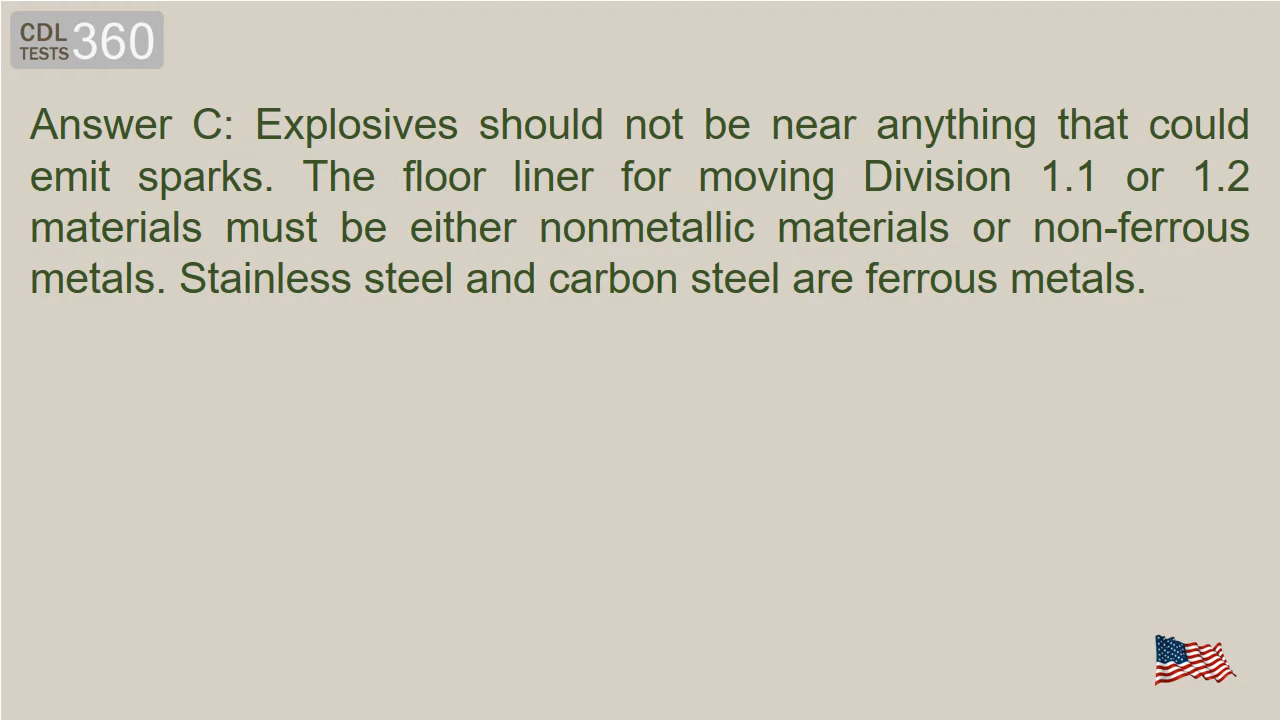 CDL
TESTS 360
Answer C: Explosives should not be near anything that could
emit sparks. The floor liner for moving Division 1.1 or 1.2
materials must be either nonmetallic materials or non-ferrous
metals. Stainless steel and carbon steel are ferrous metals.